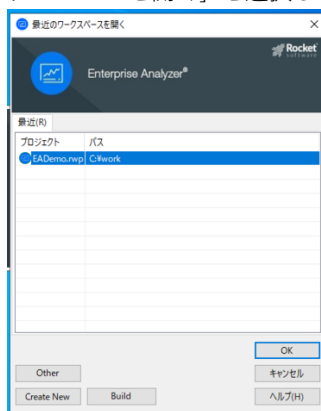 最近のワークスペースを開く
Rocket
software
Enterprise Analyzer®
最近(R)
プロジェクト パス
EADemo.rwp C:¥work
OK
Other キャンセル
Create New Build ヘルプ(H)